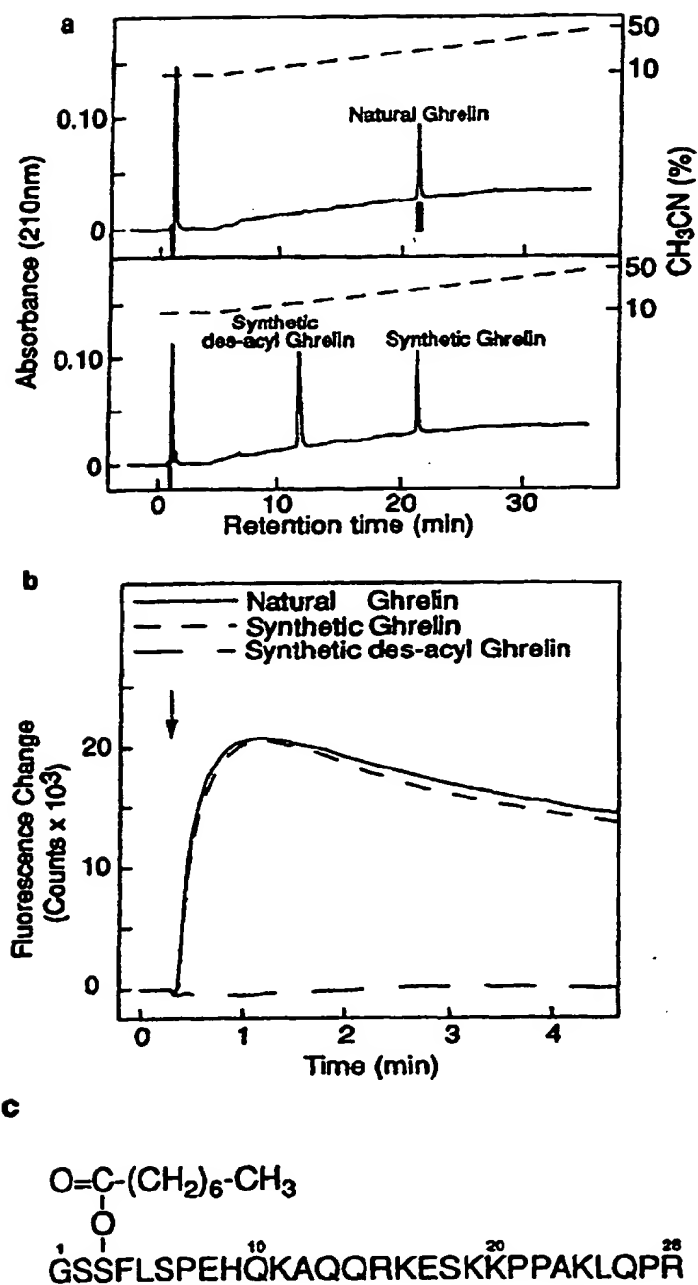 a
50
10
Natural Ghrelin
0.10
0
Absorbance (210nm)
CH₃CN (%)
50
10
Synthetic
des-acyl Ghrelin
Synthetic Ghrelin
0.10
0
0 10 20 30
Retention time (min)
b
Natural Ghrelin
Synthetic Ghrelin
Synthetic des-acyl Ghrelin
20
10
0
Fluorescence Change
(Counts x 10³)
0 1 2 3 4
Time (min)
c
O=C-(CH₂)₆-CH₃
O
1 10 20 28
GSSFLSPEHQKAQQRKESKKPPAKLQPR